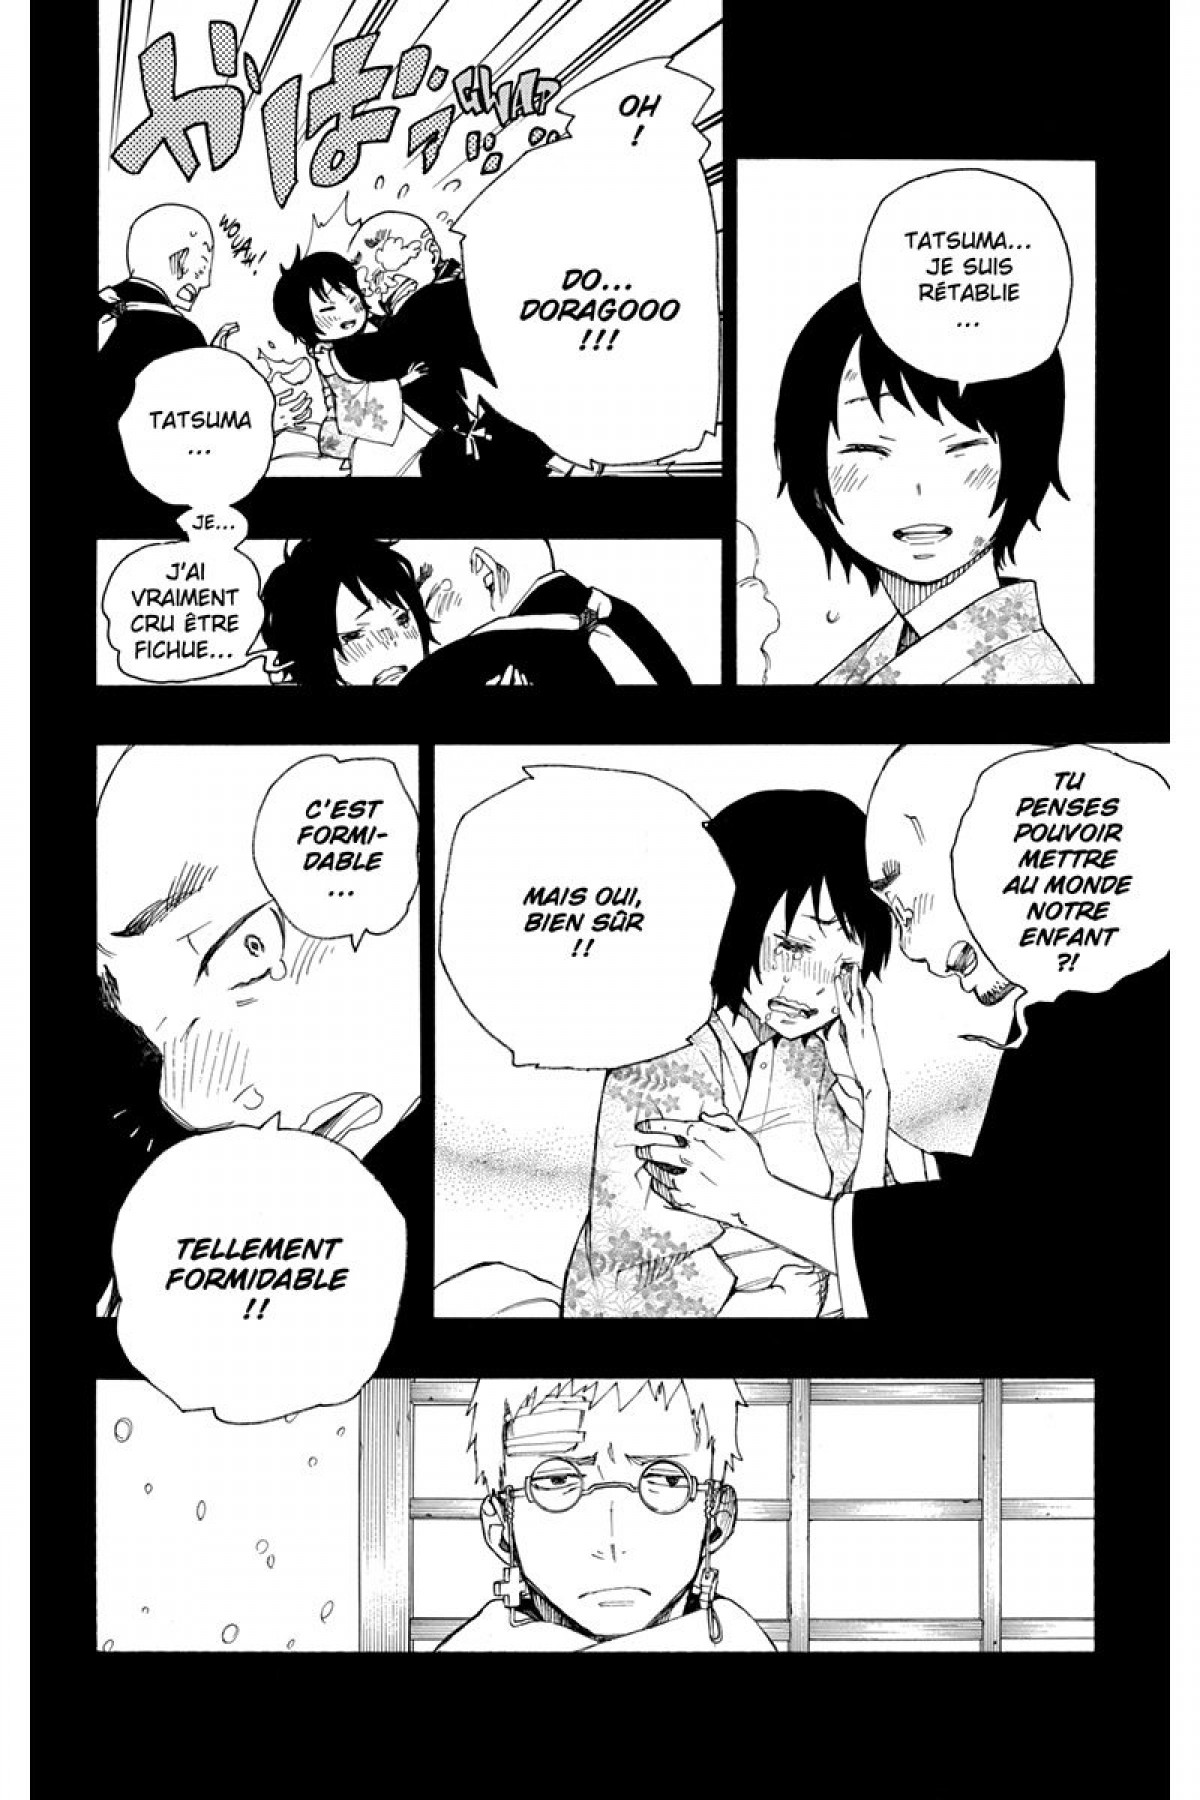 TATSUMA...
JE SUIS
RÉTABLIE
...
がばっ
GWAP
OH
!
DO...
DORAGOOO
!!!
WOUAH!
TATSUMA
...
JE...
J'AI
VRAIMENT
CRU ÊTRE
FICHUE...
TU
PENSES
POUVOIR
METTRE
AU MONDE
NOTRE
ENFANT
?!
MAIS OUI,
BIEN SÛR
!!
C'EST
FORMI-
DABLE
...
TELLEMENT
FORMIDABLE
!!